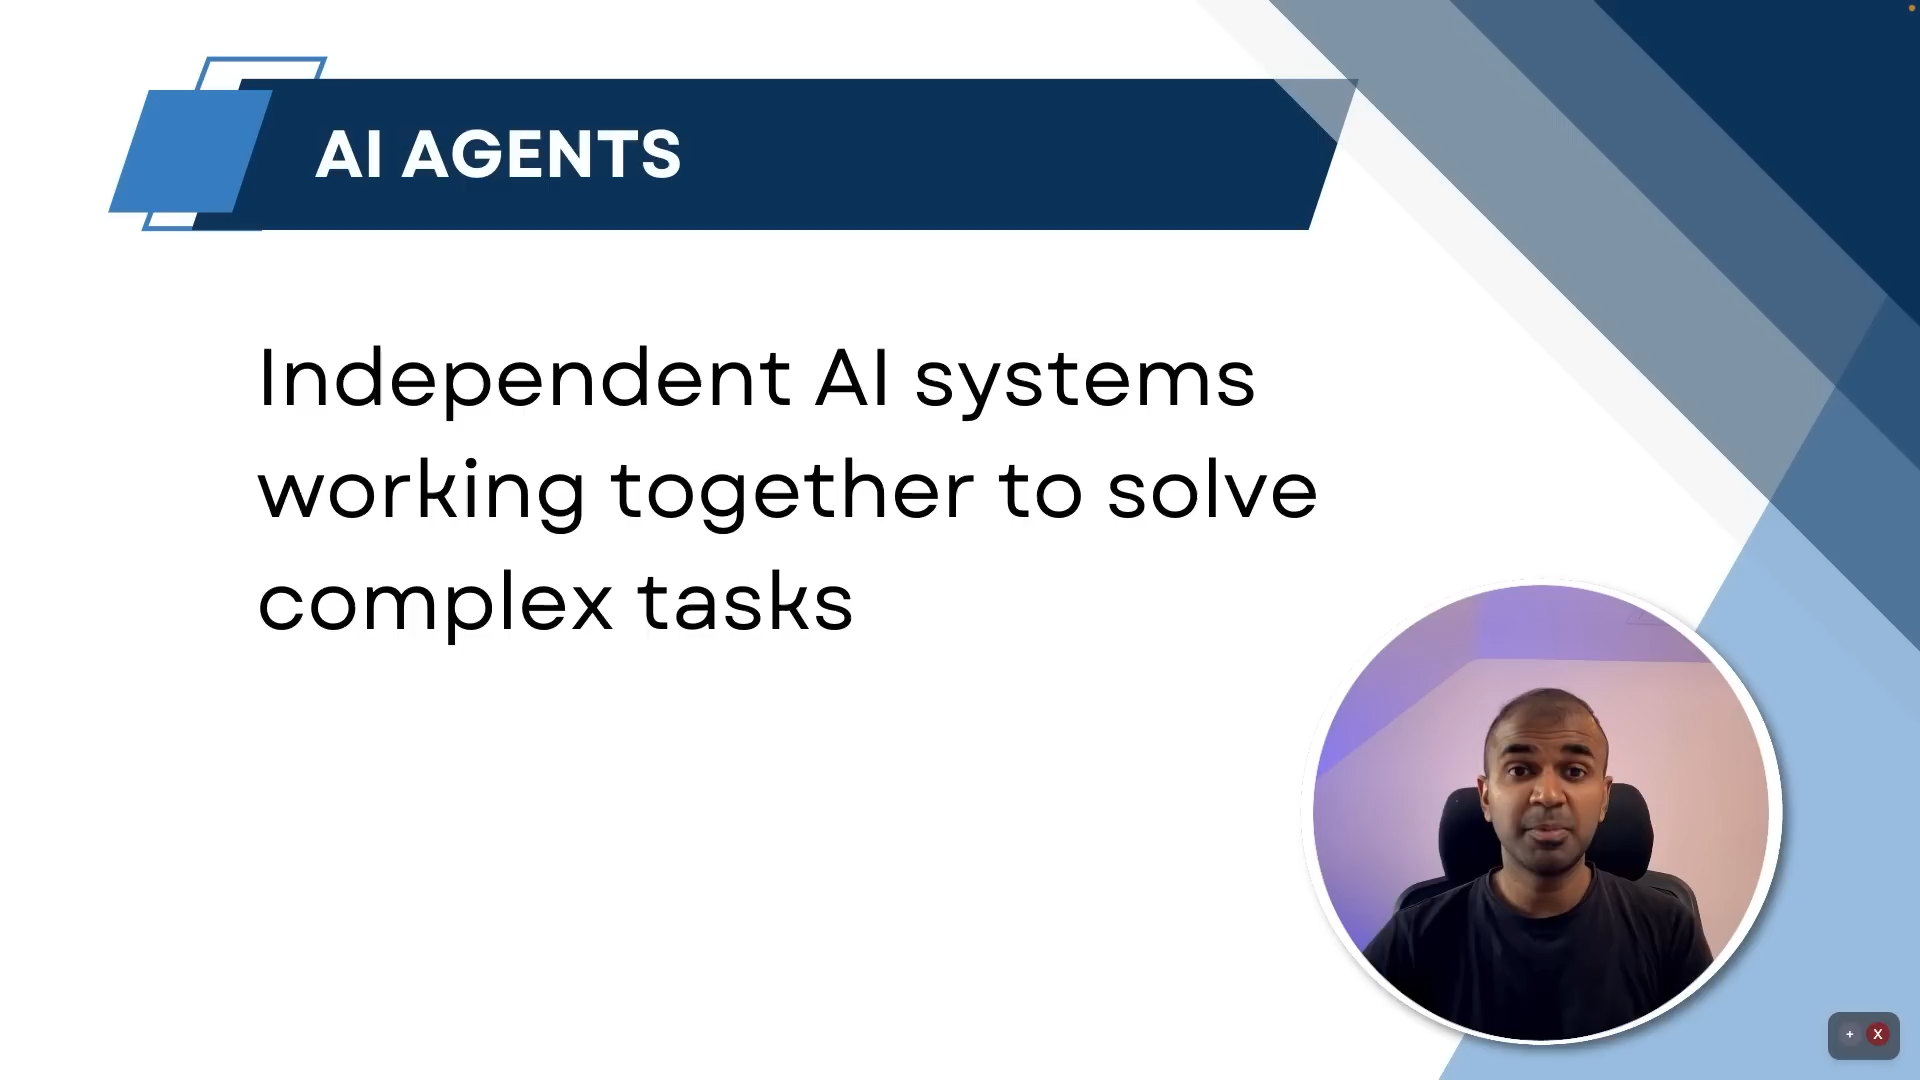 AI AGENTS
Independent AI systems
working together to solve
complex tasks
+ X